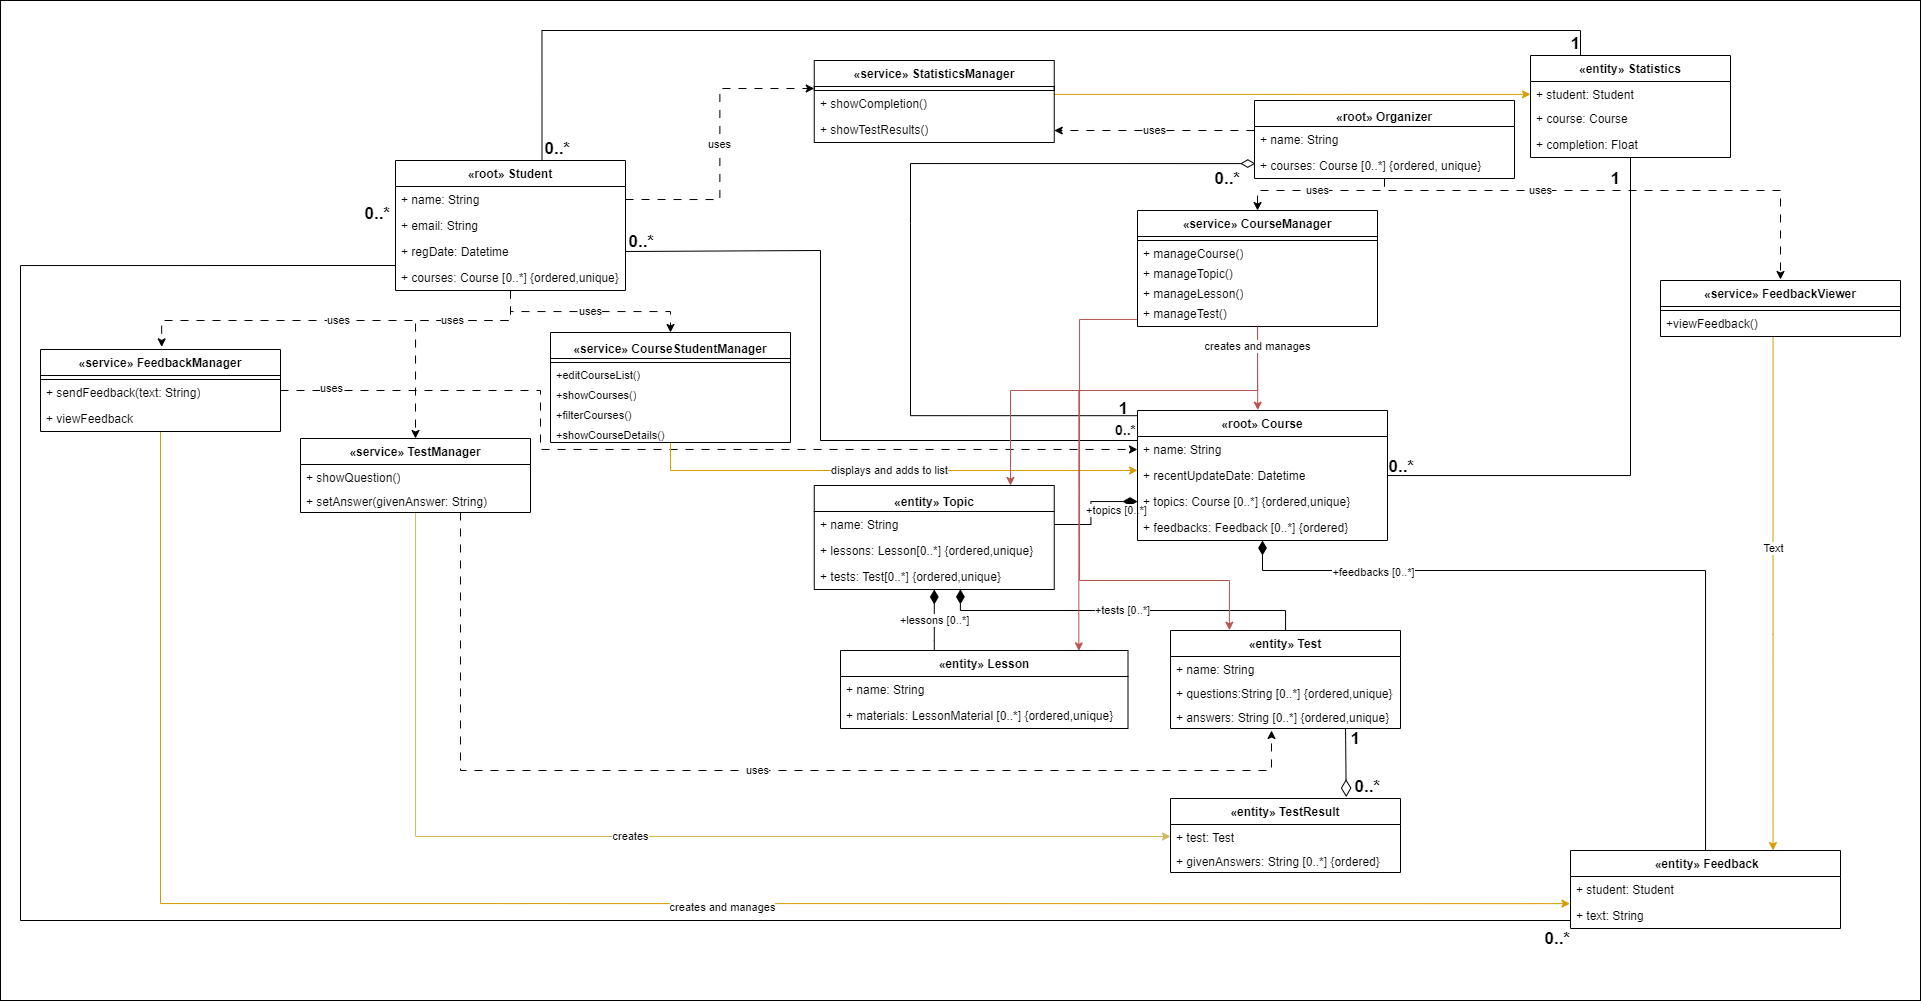 1
«service» StatisticsManager
+ showCompletion()
+ showTestResults()
«entity» Statistics
+ student: Student
+ course: Course
+ completion: Float
«root» Organizer
+ name: String
+ courses: Course [0..*] {ordered, unique}
uses
uses
0..*
0..*
1
uses
uses
«root» Student
+ name: String
+ email: String
+ regDate: Datetime
+ courses: Course [0..*] {ordered,unique}
0..*
0..*
«service» CourseManager
+ manageCourse()
+ manageTopic()
+ manageLesson()
+ manageTest()
«service» FeedbackViewer
+viewFeedback()
uses
uses
uses
creates and manages
«service» FeedbackManager
+ sendFeedback(text: String)
+ viewFeedback
uses
«service» CourseStudentManager
+editCourseList()
+showCourses()
+filterCourses()
+showCourseDetails()
1
0..*
«root» Course
+ name: String
+ recentUpdateDate: Datetime
+ topics: Course [0..*] {ordered,unique}
+ feedbacks: Feedback [0..*] {ordered}
0..*
«service» TestManager
+ showQuestion()
+ setAnswer(givenAnswer: String)
displays and adds to list
«entity» Topic
+ name: String
+ lessons: Lesson[0..*] {ordered,unique}
+ tests: Test[0..*] {ordered,unique}
+topics [0..*]
Text
+feedbacks [0..*]
+lessons [0..*]
+tests [0..*]
«entity» Lesson
+ name: String
+ materials: LessonMaterial [0..*] {ordered,unique}
«entity» Test
+ name: String
+ questions:String [0..*] {ordered,unique}
+ answers: String [0..*] {ordered,unique}
1
uses
0..*
«entity» TestResult
+ test: Test
+ givenAnswers: String [0..*] {ordered}
creates
«entity» Feedback
+ student: Student
+ text: String
creates and manages
0..*